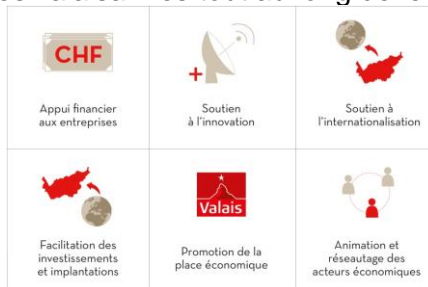 CHF
Appui financier
aux entreprises
Soutien
à l'innovation
Soutien à
l'internationalisation
Valais
Facilitation des
investissements
et implantations
Promotion de la
place économique
Animation et
réseautage des
acteurs économiques